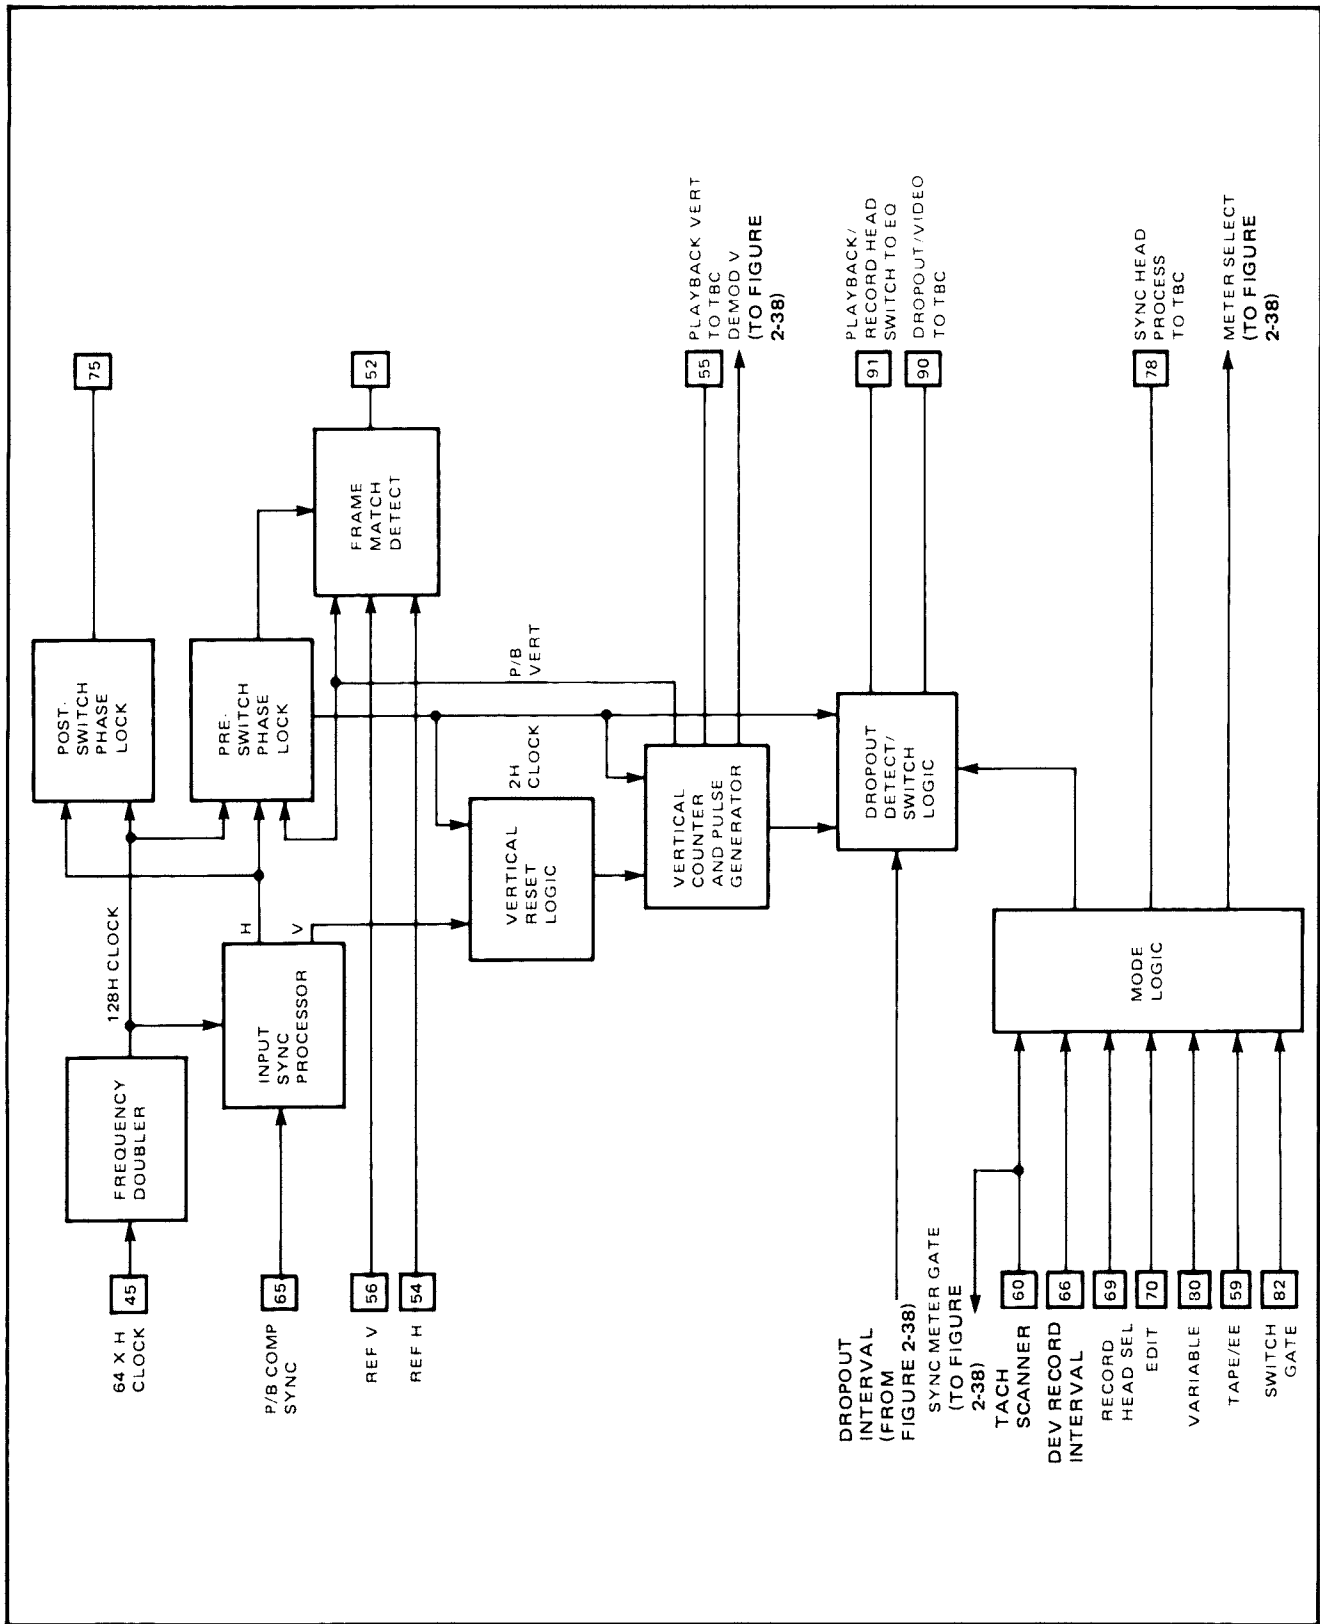 64 X H
CLOCK
45
FREQUENCY
DOUBLER
128H CLOCK
POST.
SWITCH
PHASE
LOCK
75
P/B COMP
SYNC
65
INPUT
SYNC
PROCESSOR
H
V
PRE.
SWITCH
PHASE
LOCK
REF V
56
REF H
54
FRAME
MATCH
DETECT
52
VERTICAL
RESET
LOGIC
2H
CLOCK
P/B
VERT
VERTICAL
COUNTER
AND PULSE
GENERATOR
55
PLAYBACK VERT
TO TBC
DEMOD V
(TO FIGURE
2-38)
DROPOUT
INTERVAL
(FROM
FIGURE 2-38)
DROPOUT
DETECT/
SWITCH
LOGIC
91
PLAYBACK/
RECORD HEAD
SWITCH TO EQ
90
DROPOUT/VIDEO
TO TBC
SYNC METER GATE
(TO FIGURE
2-38)
TACH
SCANNER
60
DEV RECORD
INTERVAL
66
RECORD
HEAD SEL
69
EDIT
70
VARIABLE
80
TAPE/EE
59
SWITCH
GATE
82
MODE
LOGIC
78
SYNC HEAD
PROCESS
TO TBC
METER SELECT
(TO FIGURE
2-38)